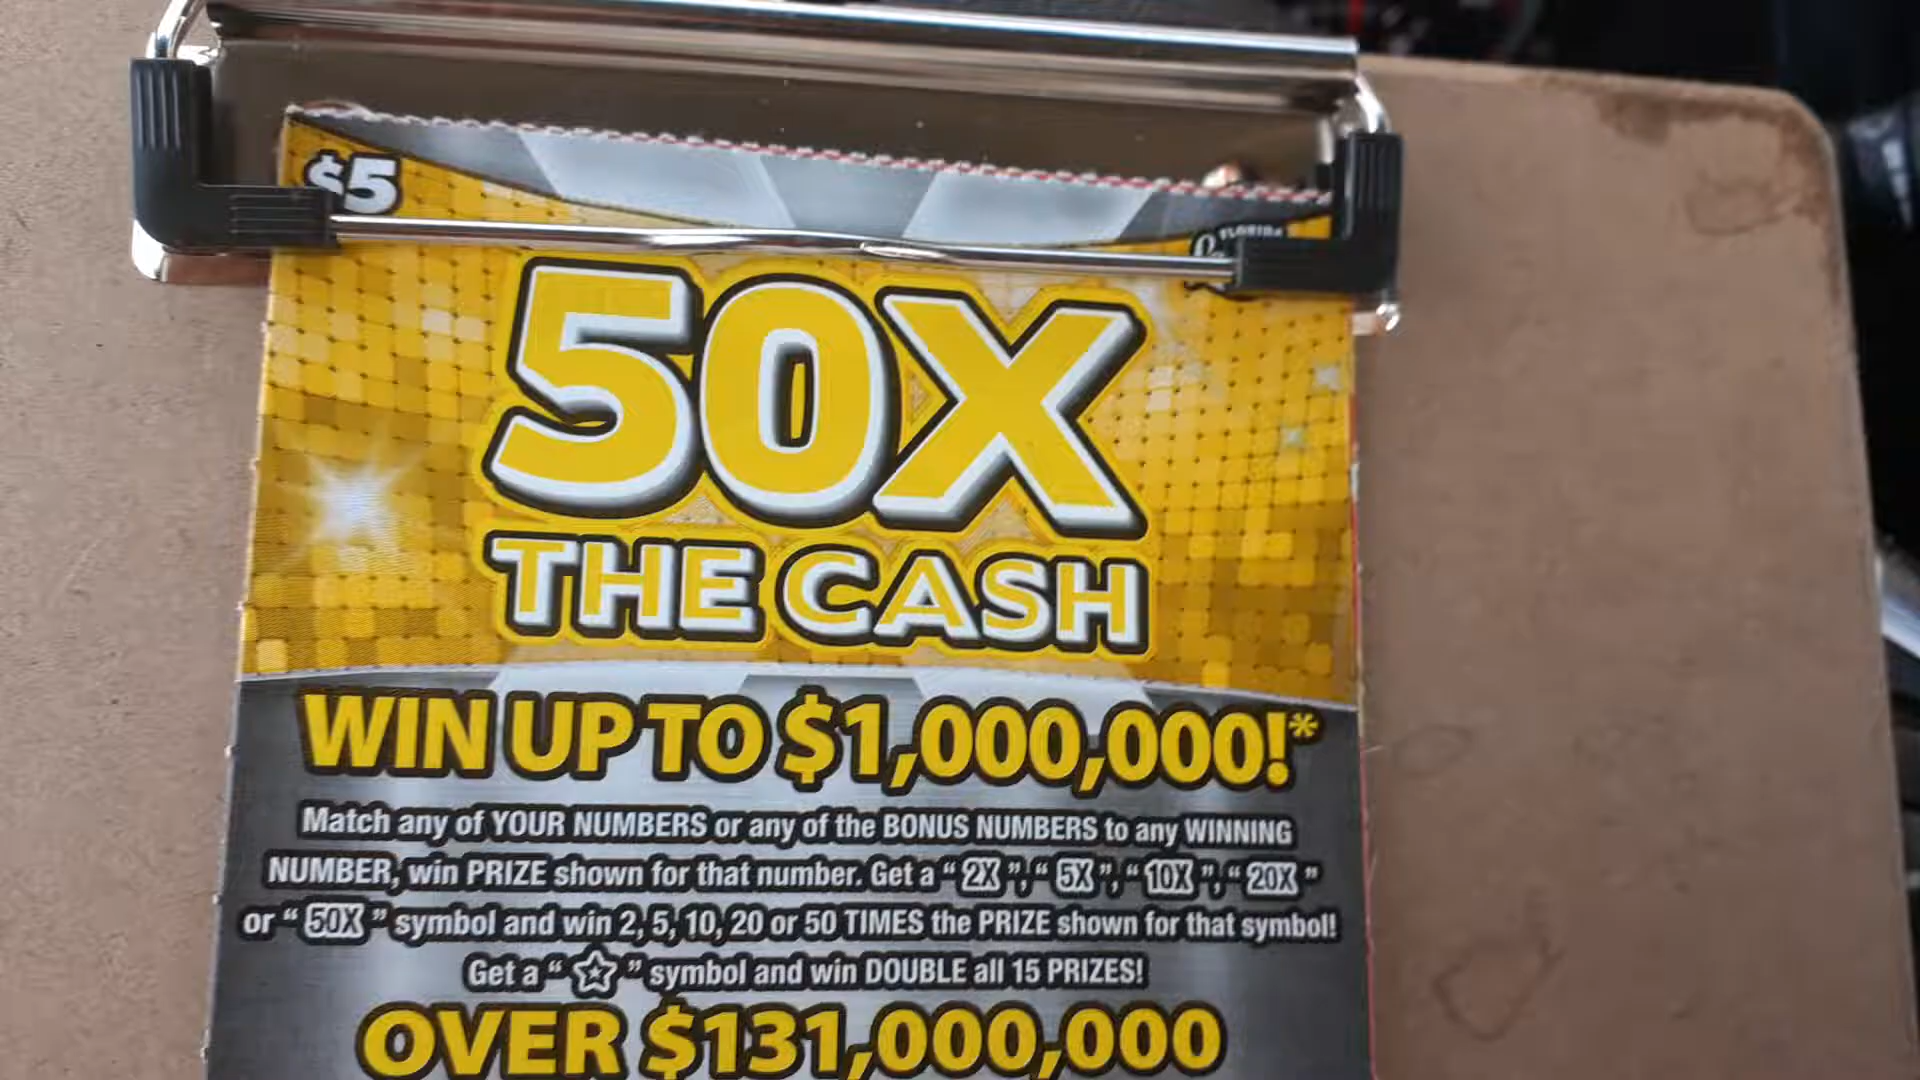 $5
FLORIDA
50X
THE CASH
WIN UP TO $1,000,000!*
Match any of YOUR NUMBERS or any of the BONUS NUMBERS to any WINNING
NUMBER, win PRIZE shown for that number. Get a “ 2X ”, “ 5X ”, “ 10X ”, “ 20X ”
or “ 50X ” symbol and win 2, 5, 10, 20 or 50 TIMES the PRIZE shown for that symbol!
Get a “ ☆ ” symbol and win DOUBLE all 15 PRIZES!
OVER $131,000,000